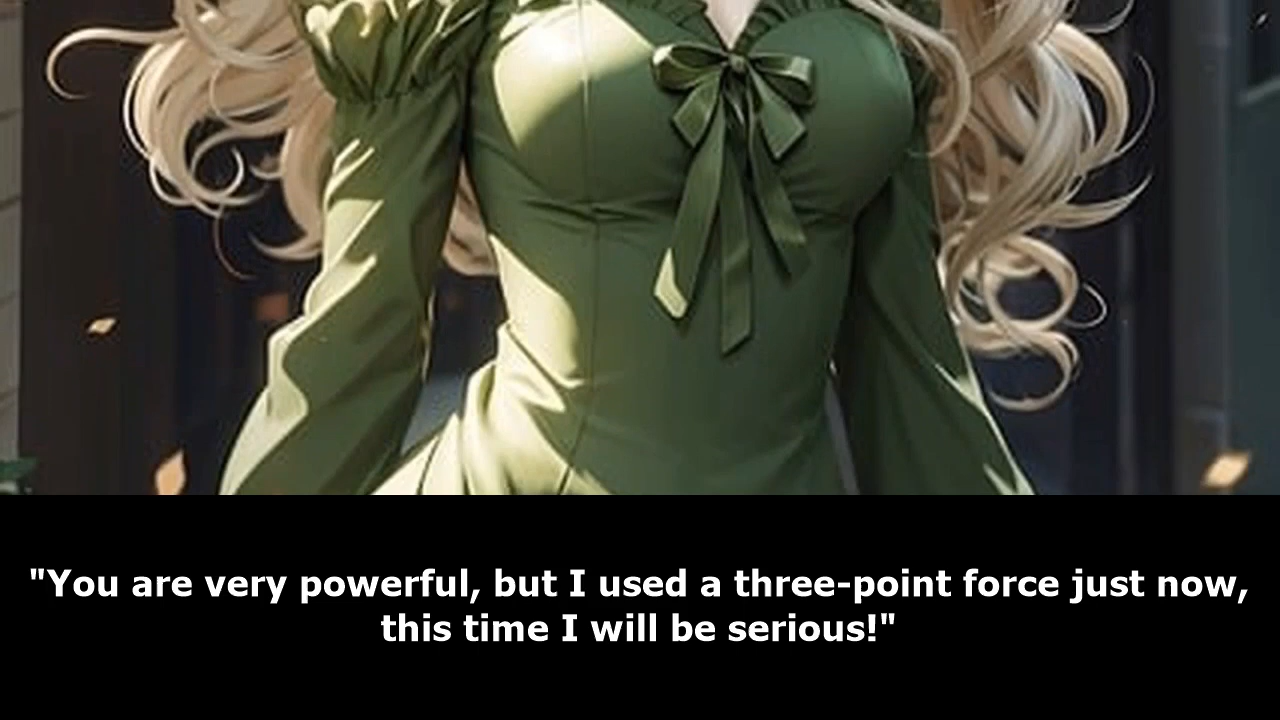 "You are very powerful, but I used a three-point force just now,
this time I will be serious!"